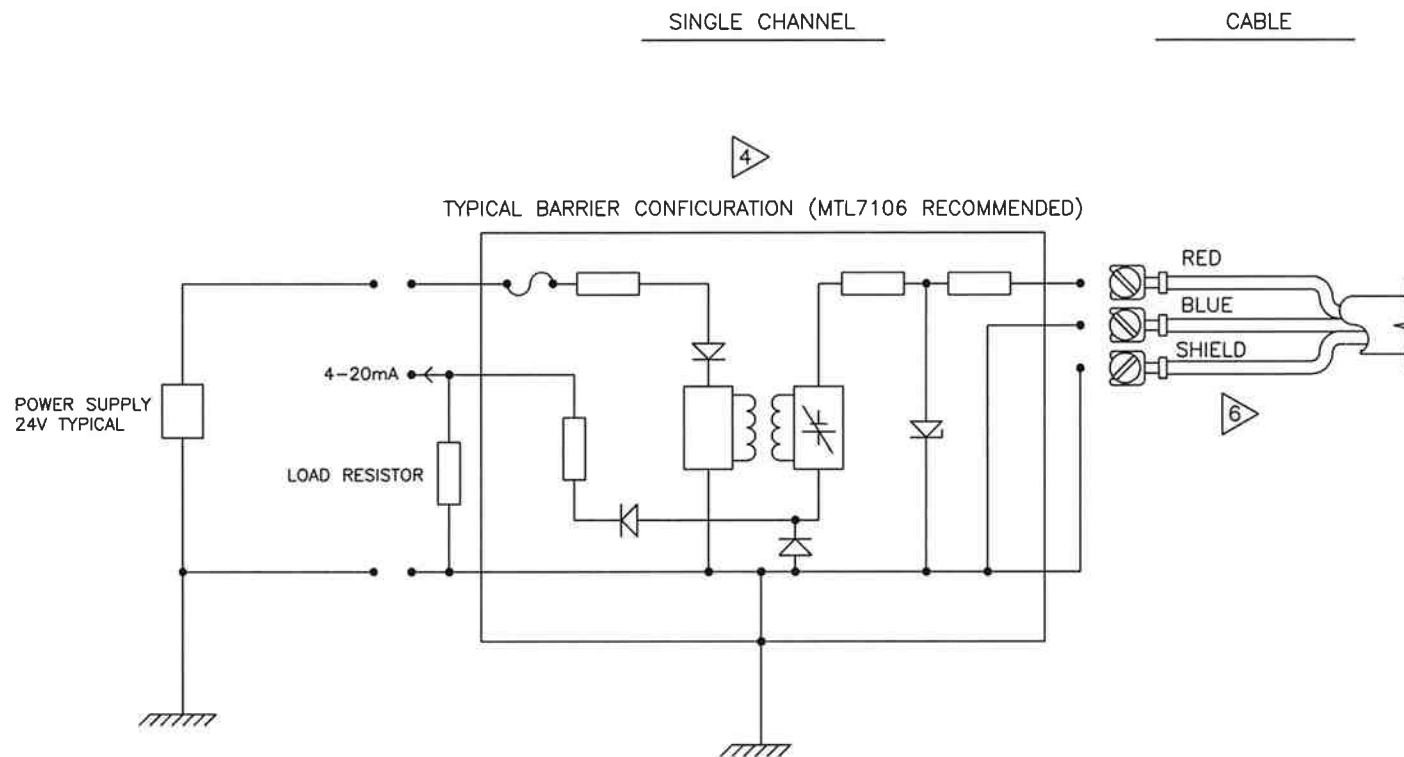 SINGLE CHANNEL
CABLE
4
TYPICAL BARRIER CONFICURATION (MTL7106 RECOMMENDED)
RED
BLUE
SHIELD
4-20mA
POWER SUPPLY
24V TYPICAL
6
LOAD RESISTOR